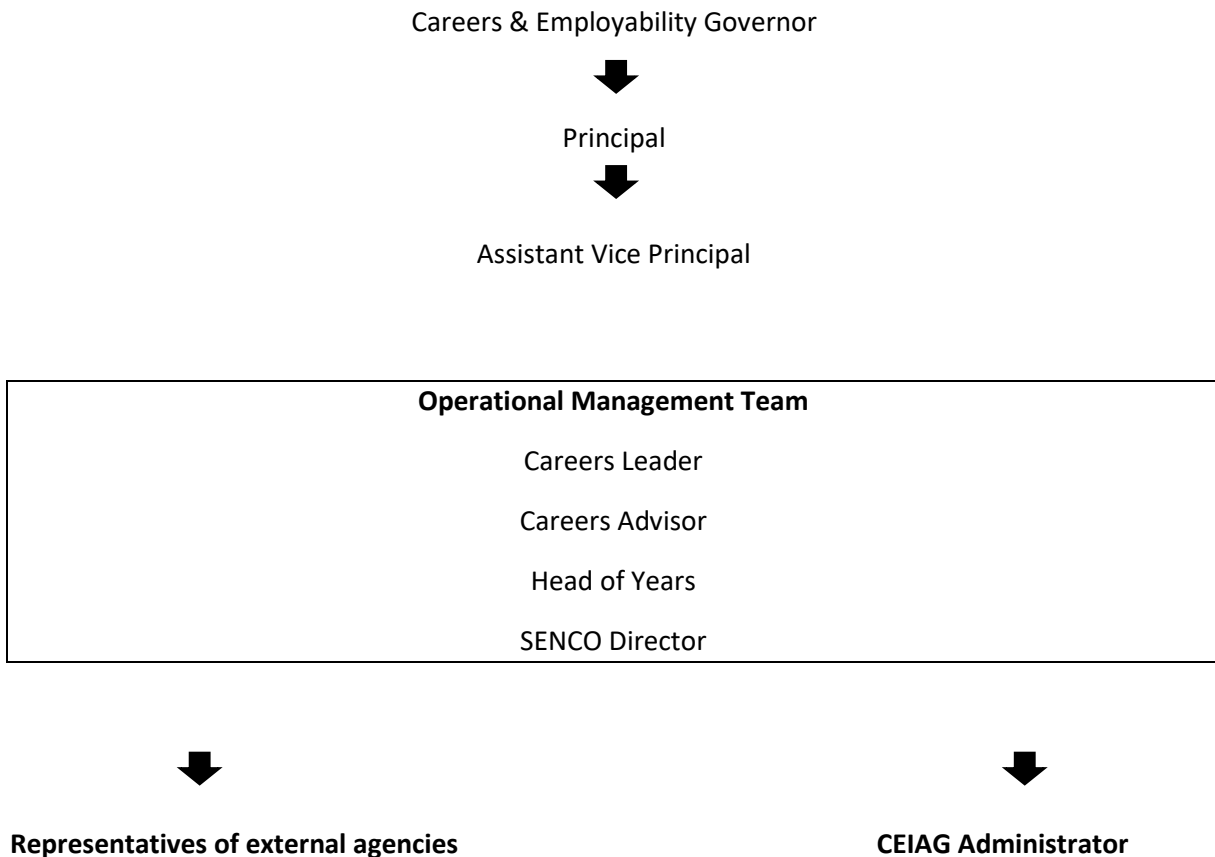 Careers & Employability Governor
Principal
Assistant Vice Principal
Operational Management Team
Careers Leader
Careers Advisor
Head of Years
SENCO Director
Representatives of external agencies
CEIAG Administrator